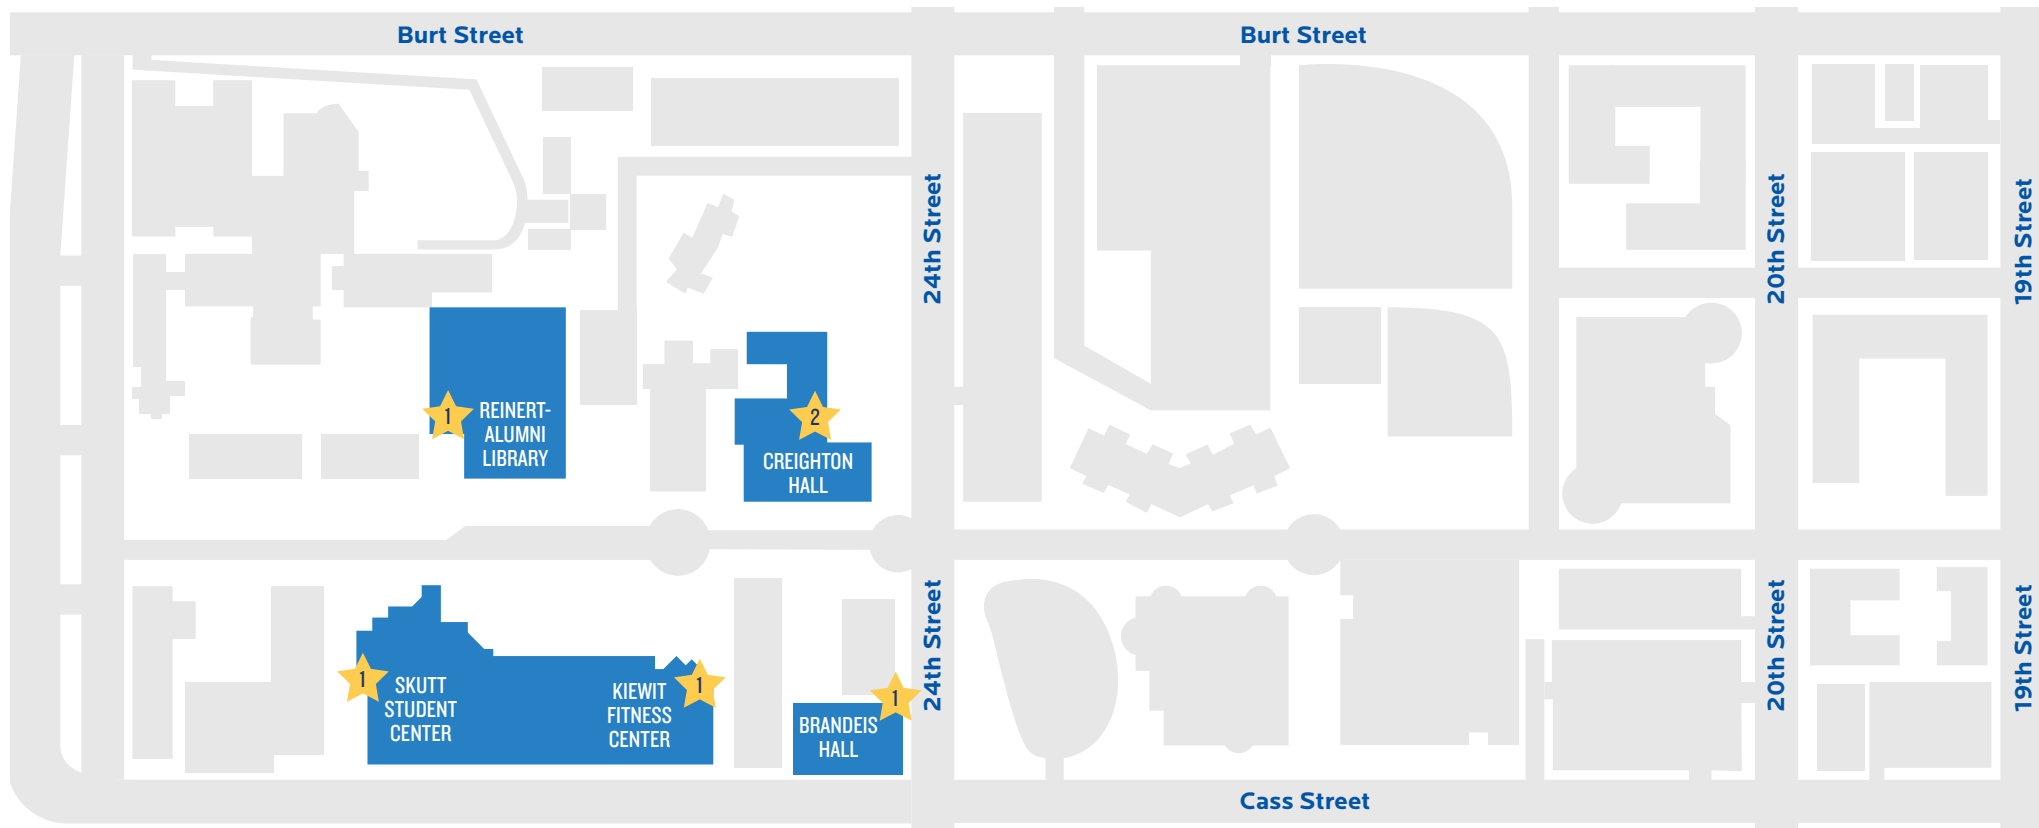 Burt Street
Burt Street
24th Street
20th Street
19th Street
1
REINERT-
ALUMNI
LIBRARY
2
CREIGHTON
HALL
24th Street
20th Street
19th Street
1
SKUTT
STUDENT
CENTER
1
KIEWIT
FITNESS
CENTER
1
BRANDEIS
HALL
Cass Street